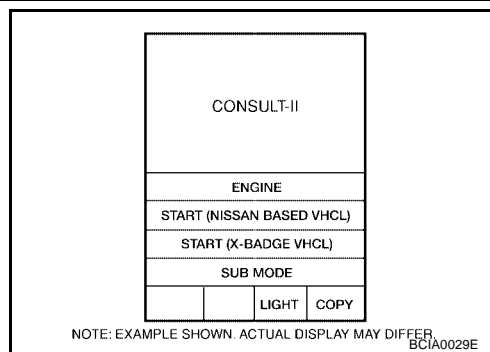 CONSULT-II
ENGINE
START (NISSAN BASED VHCL)
START (X-BADGE VHCL)
SUB MODE
LIGHT COPY
NOTE: EXAMPLE SHOWN. ACTUAL DISPLAY MAY DIFFER.
BCIA0029E